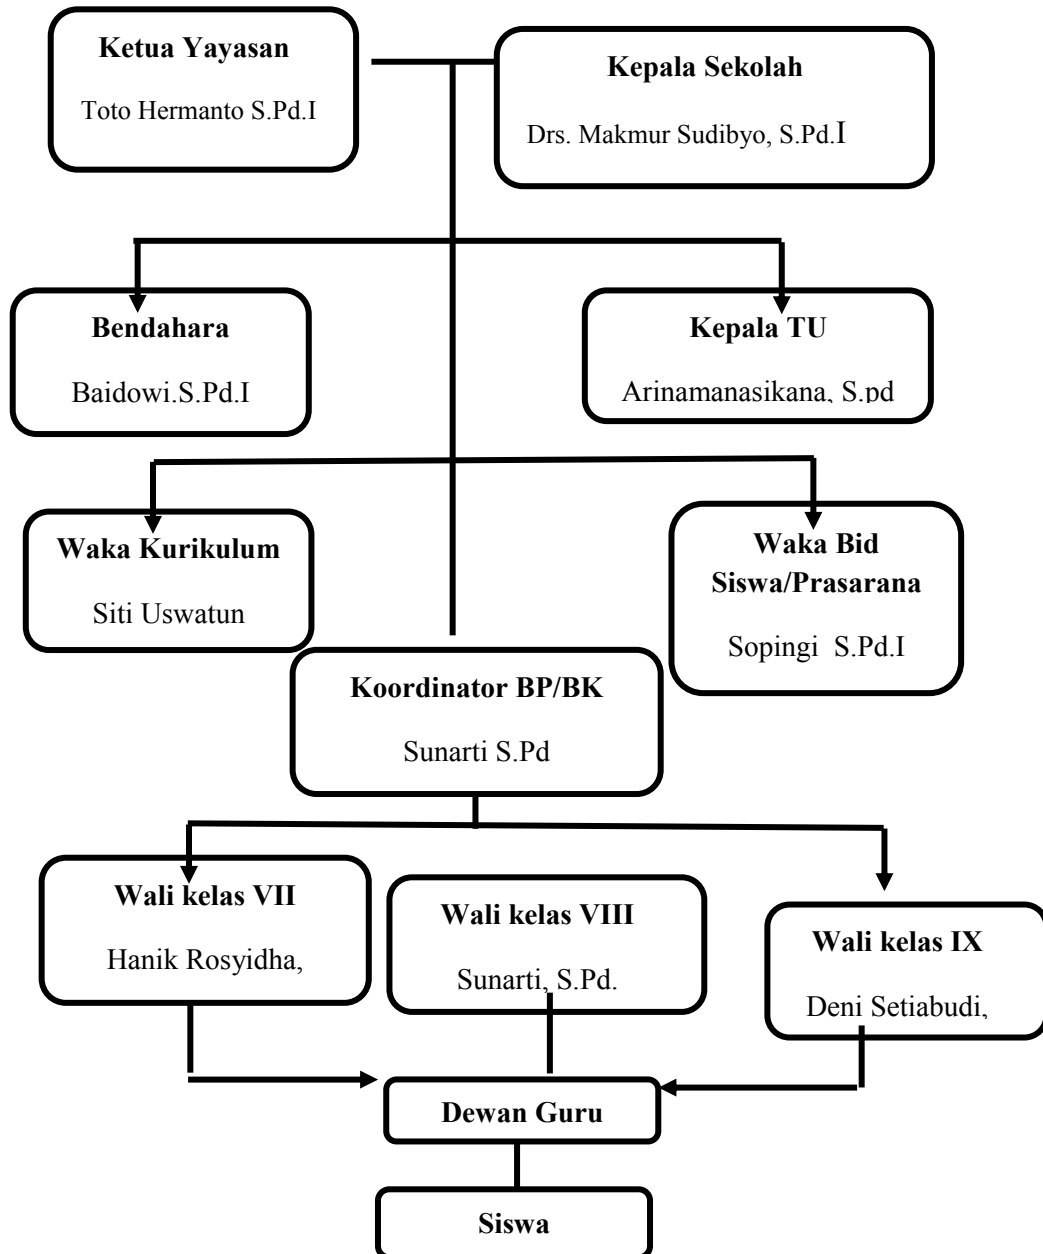 Ketua Yayasan
Toto Hermanto S.Pd.I
Kepala Sekolah
Drs. Makmur Sudibyo, S.Pd.I
Bendahara
Baidowi.S.Pd.I
Kepala TU
Arinamanasikana, S.pd
Waka Kurikulum
Siti Uswatun
Waka Bid
Siswa/Prasarana
Sopingi S.Pd.I
Koordinator BP/BK
Sunarti S.Pd
Wali kelas VII
Hanik Rosyidha,
Wali kelas VIII
Sunarti, S.Pd.
Wali kelas IX
Deni Setiabudi,
Dewan Guru
Siswa